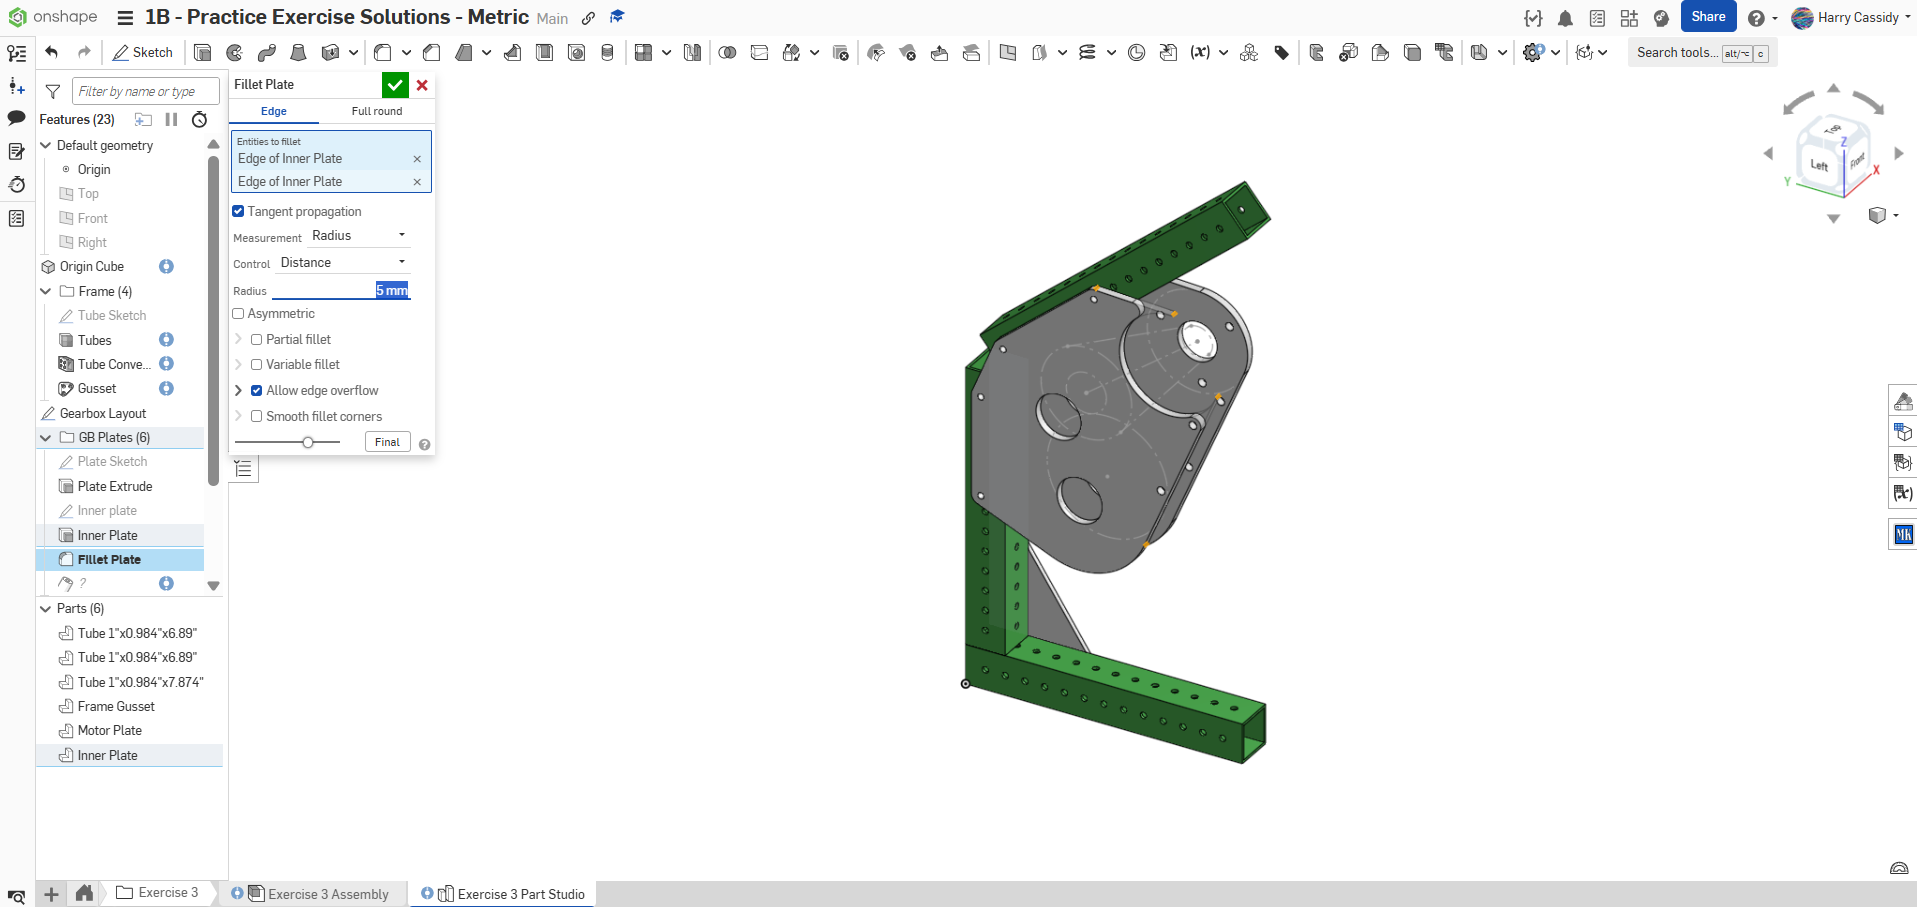 onshape
1B - Practice Exercise Solutions - Metric Main
Share
Harry Cassidy
Sketch
Search tools... alt/⌥ c
Fillet Plate
Edge
Full round
Entities to fillet
Edge of Inner Plate
Edge of Inner Plate
Tangent propagation
Measurement Radius
Control Distance
Radius 5 mm
Asymmetric
Partial fillet
Variable fillet
Allow edge overflow
Smooth fillet corners
Final
Filter by name or type
Features (23)
Default geometry
Origin
Top
Front
Right
Origin Cube
Frame (4)
Tube Sketch
Tubes
Tube Conve...
Gusset
Gearbox Layout
GB Plates (6)
Plate Sketch
Plate Extrude
Inner plate
Inner Plate
Fillet Plate
?
Parts (6)
Tube 1"x0.984"x6.89"
Tube 1"x0.984"x6.89"
Tube 1"x0.984"x7.874"
Frame Gusset
Motor Plate
Inner Plate
Top
Left
Front
Z
X
Y
(x)
(x)
MK
Exercise 3
Exercise 3 Assembly
Exercise 3 Part Studio